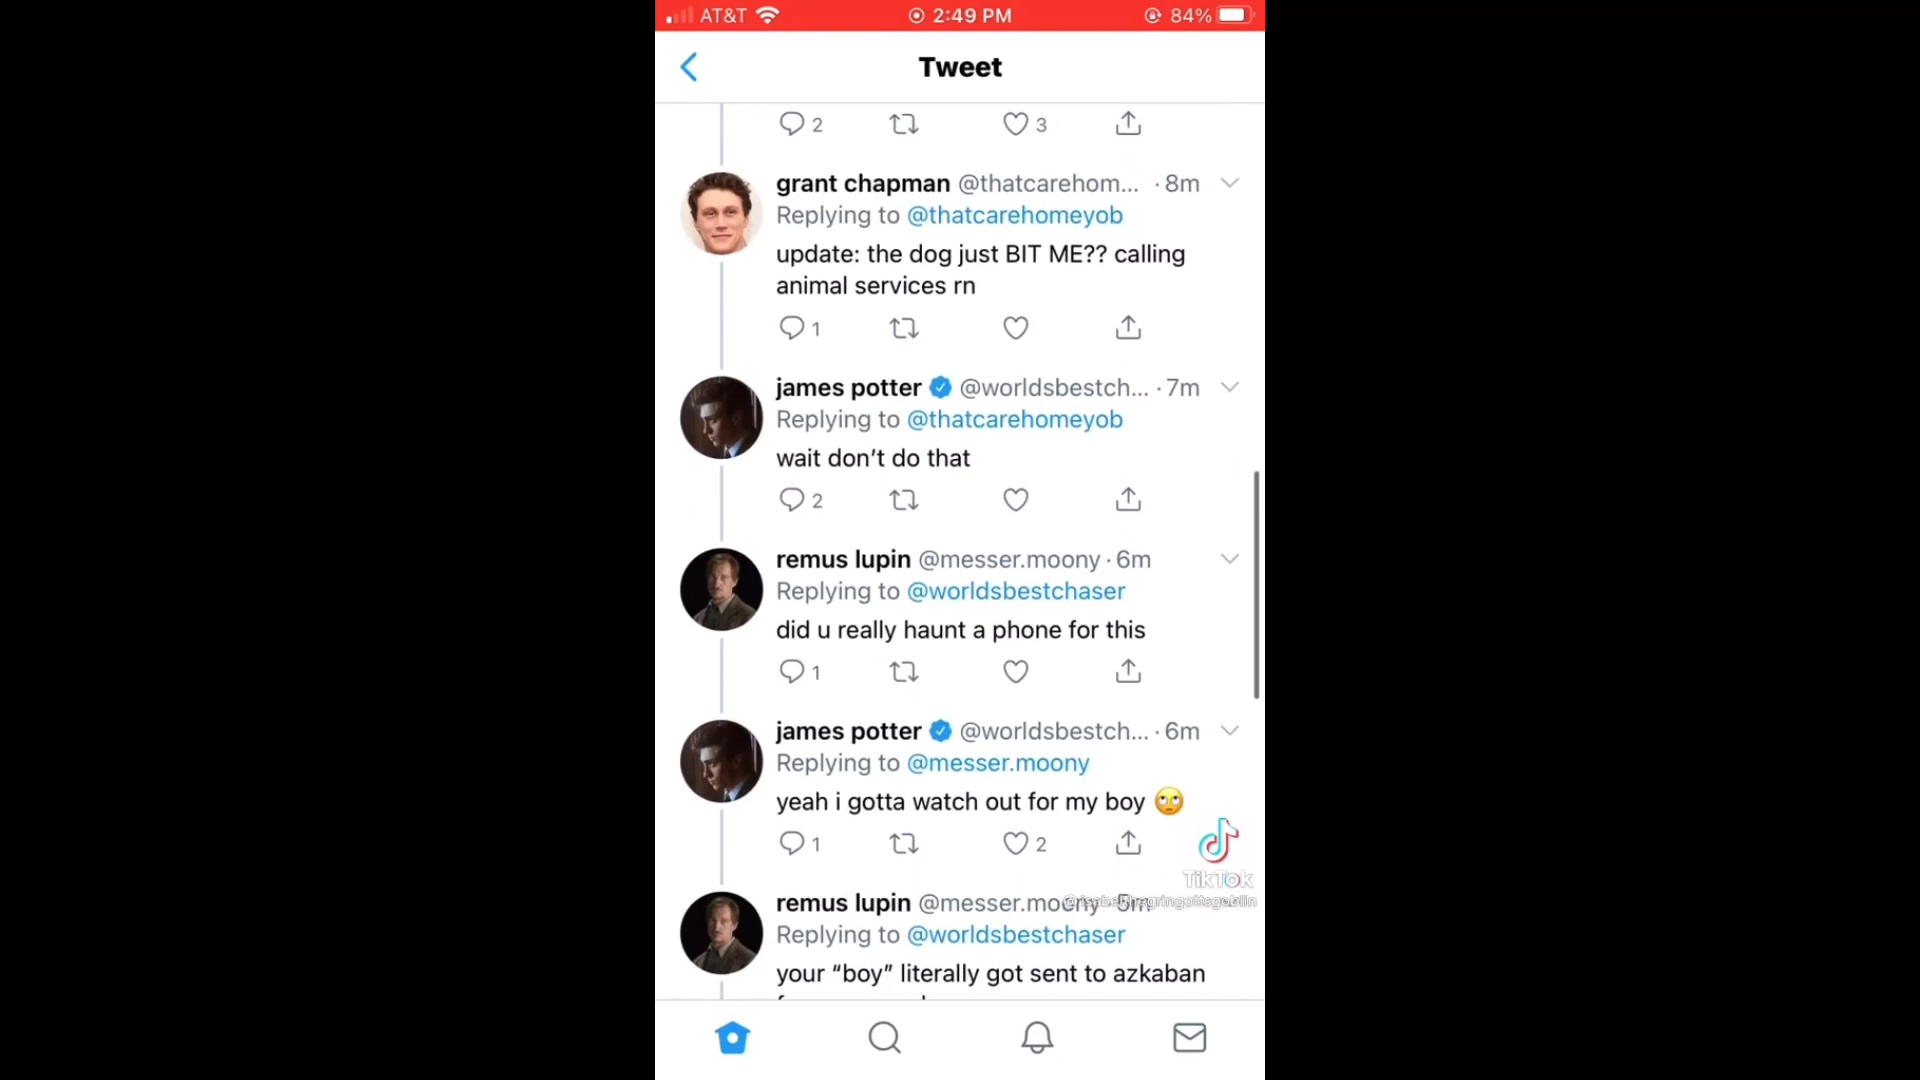 AT&T 2:49 PM 84%
Tweet
2 3
grant chapman @thatcarehom... · 8m
Replying to @thatcarehomeyob
update: the dog just BIT ME?? calling
animal services rn
1
james potter @worldsbestch... · 7m
Replying to @thatcarehomeyob
wait don’t do that
2
remus lupin @messer.moony · 6m
Replying to @worldsbestchaser
did u really haunt a phone for this
1
james potter @worldsbestch... · 6m
Replying to @messer.moony
yeah i gotta watch out for my boy 🙄
1 2
TikTok
remus lupin @messer.moony · 5m
@isabelthegringottsgoblin
Replying to @worldsbestchaser
your “boy” literally got sent to azkaban